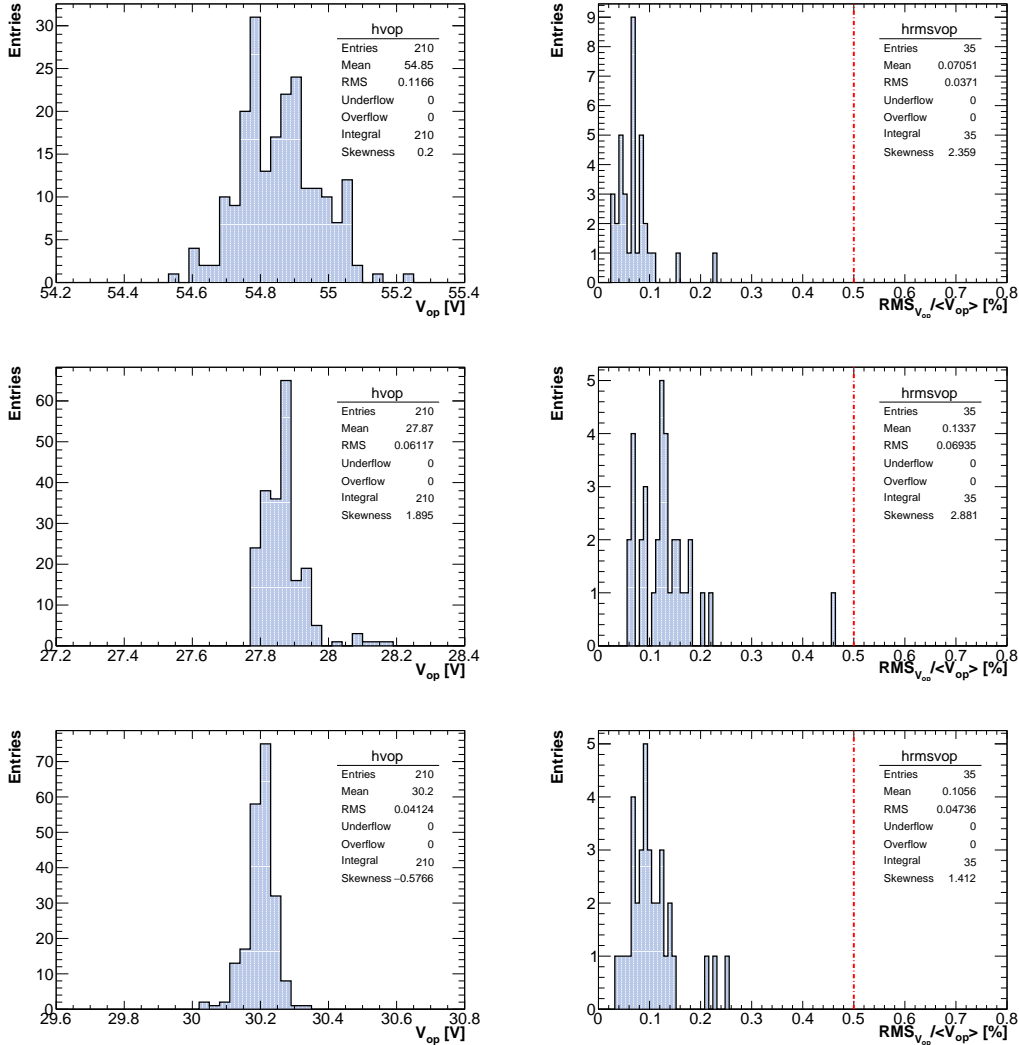 Entries
30
25
20
15
10
5
0
54.2 54.4 54.6 54.8 55 55.2 55.4
V_op [V]
hvop
Entries 210
Mean 54.85
RMS 0.1166
Underflow 0
Overflow 0
Integral 210
Skewness 0.2
Entries
9
8
7
6
5
4
3
2
1
0
0 0.1 0.2 0.3 0.4 0.5 0.6 0.7 0.8
RMS_V_op/<V_op> [%]
hrmsvop
Entries 35
Mean 0.07051
RMS 0.0371
Underflow 0
Overflow 0
Integral 35
Skewness 2.359
Entries
60
50
40
30
20
10
0
27.2 27.4 27.6 27.8 28 28.2 28.4
V_op [V]
hvop
Entries 210
Mean 27.87
RMS 0.06117
Underflow 0
Overflow 0
Integral 210
Skewness 1.895
Entries
5
4
3
2
1
0
0 0.1 0.2 0.3 0.4 0.5 0.6 0.7 0.8
RMS_V_op/<V_op> [%]
hrmsvop
Entries 35
Mean 0.1337
RMS 0.06935
Underflow 0
Overflow 0
Integral 35
Skewness 2.881
Entries
70
60
50
40
30
20
10
0
29.6 29.8 30 30.2 30.4 30.6 30.8
V_op [V]
hvop
Entries 210
Mean 30.2
RMS 0.04124
Underflow 0
Overflow 0
Integral 210
Skewness −0.5766
Entries
5
4
3
2
1
0
0 0.1 0.2 0.3 0.4 0.5 0.6 0.7 0.8
RMS_V_op/<V_op> [%]
hrmsvop
Entries 35
Mean 0.1056
RMS 0.04736
Underflow 0
Overflow 0
Integral 35
Skewness 1.412